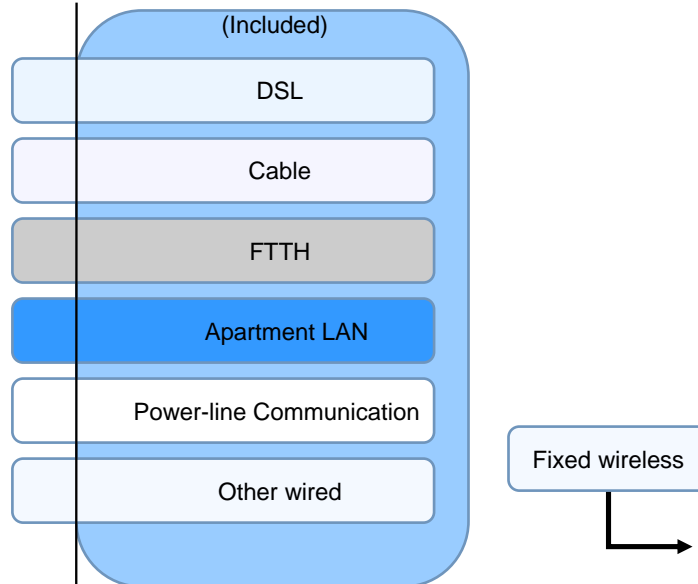 (Included)
DSL
Cable
FTTH
Apartment LAN
Power-line Communication
Other wired
Fixed wireless